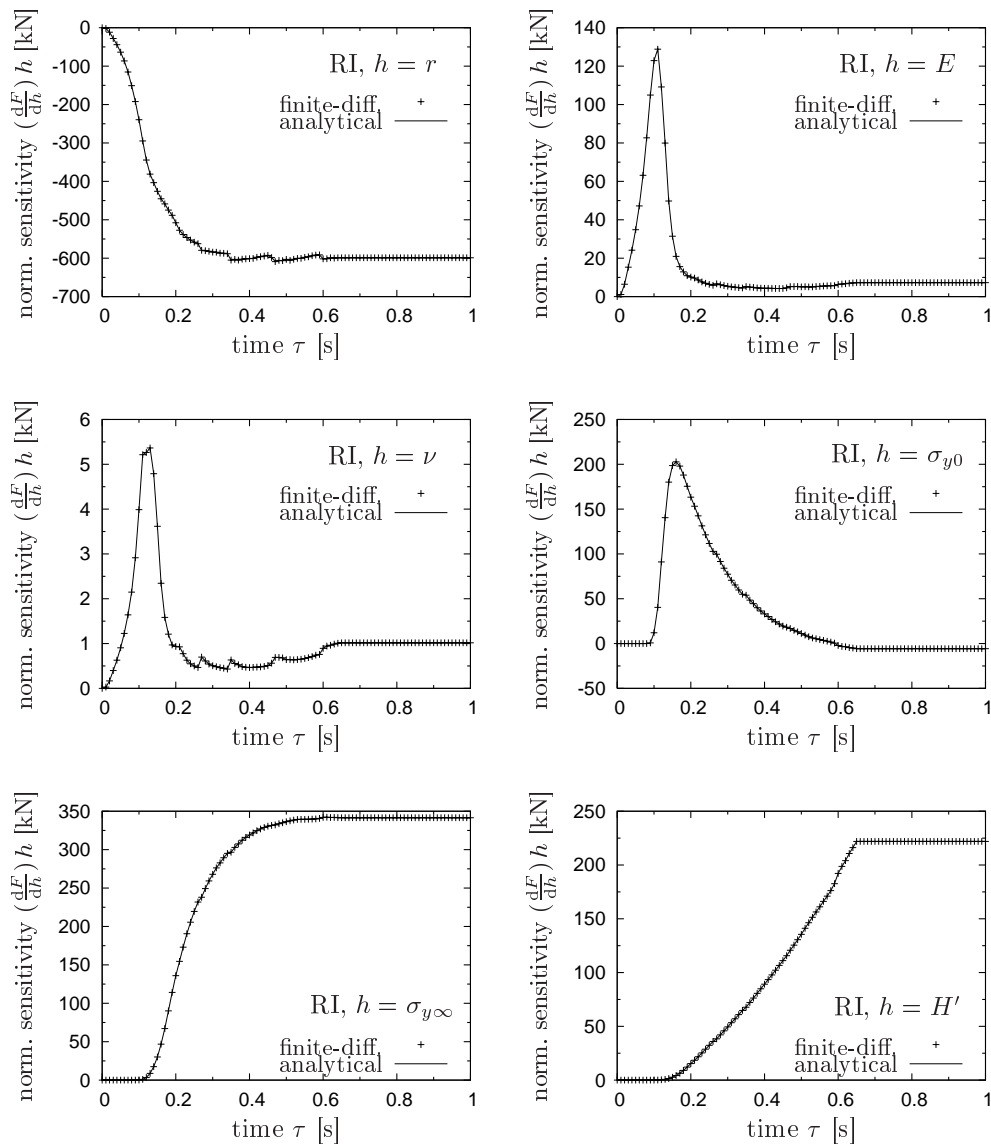 norm. sensitivity (dF/dh) h [kN]
0
-100
-200
-300
-400
-500
-600
-700
RI, h = r
finite-diff.
analytical
0 0.2 0.4 0.6 0.8 1
time τ [s]
norm. sensitivity (dF/dh) h [kN]
140
120
100
80
60
40
20
0
RI, h = E
finite-diff.
analytical
0 0.2 0.4 0.6 0.8 1
time τ [s]
norm. sensitivity (dF/dh) h [kN]
6
5
4
3
2
1
0
RI, h = ν
finite-diff.
analytical
0 0.2 0.4 0.6 0.8 1
time τ [s]
norm. sensitivity (dF/dh) h [kN]
250
200
150
100
50
0
-50
RI, h = σy0
finite-diff.
analytical
0 0.2 0.4 0.6 0.8 1
time τ [s]
norm. sensitivity (dF/dh) h [kN]
350
300
250
200
150
100
50
0
RI, h = σy∞
finite-diff.
analytical
0 0.2 0.4 0.6 0.8 1
time τ [s]
norm. sensitivity (dF/dh) h [kN]
250
200
150
100
50
0
RI, h = H′
finite-diff.
analytical
0 0.2 0.4 0.6 0.8 1
time τ [s]